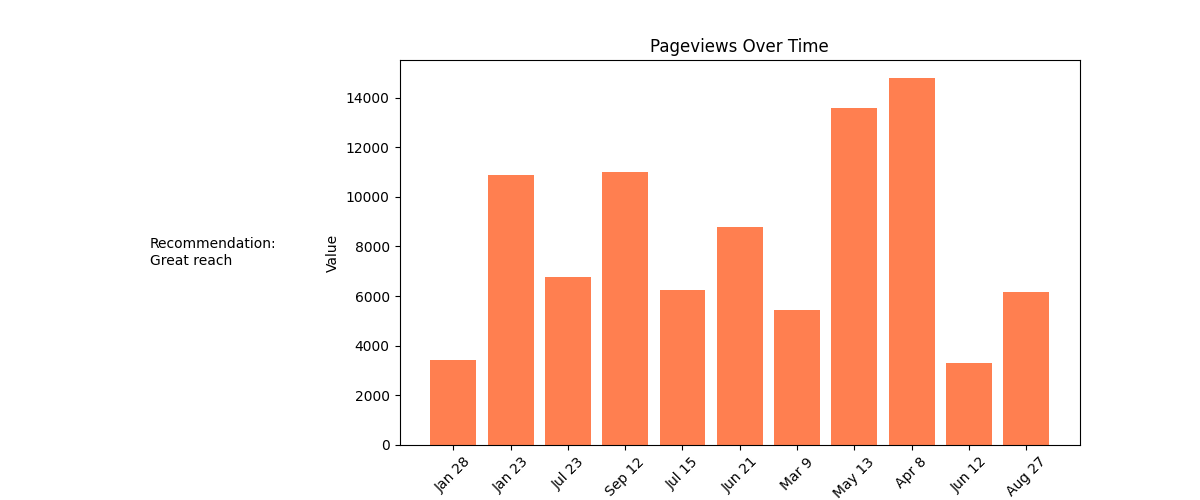 Pageviews Over Time
Recommendation:
Great reach
Value
14000
12000
10000
8000
6000
4000
2000
0
Jan 28
Jan 23
Jul 23
Sep 12
Jul 15
Jun 21
Mar 9
May 13
Apr 8
Jun 12
Aug 27